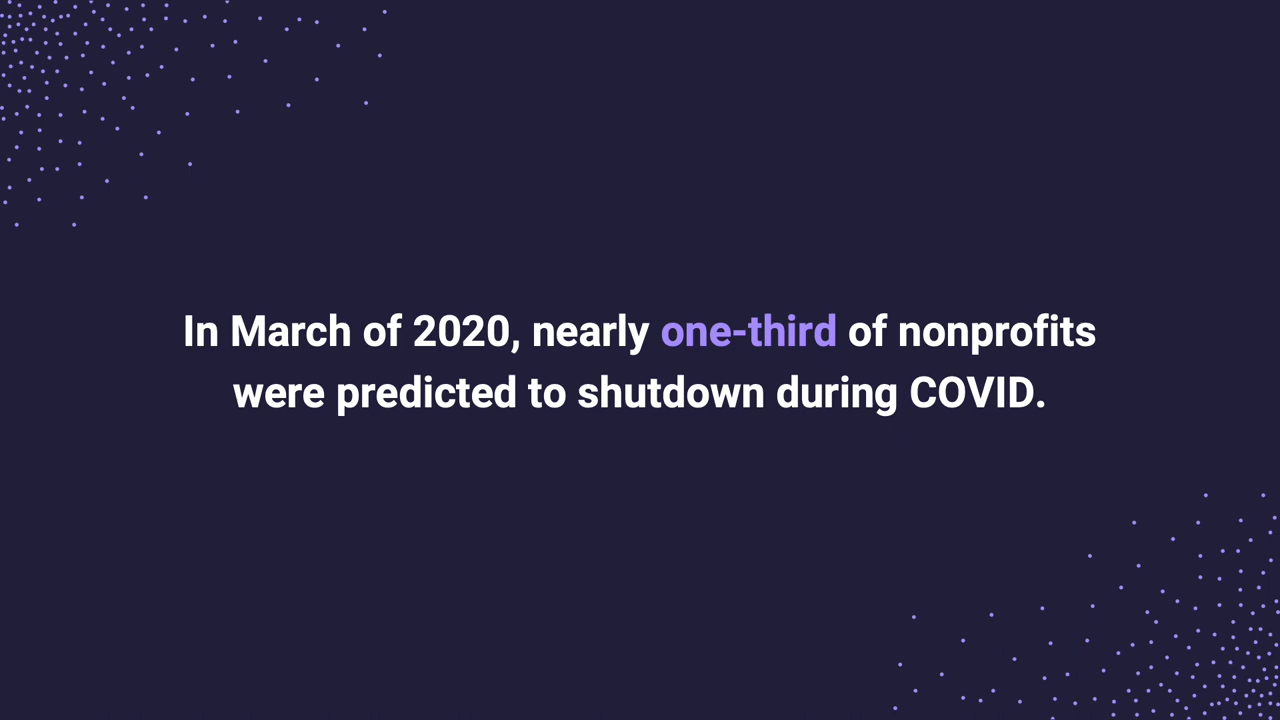 In March of 2020, nearly one-third of nonprofits
were predicted to shutdown during COVID.